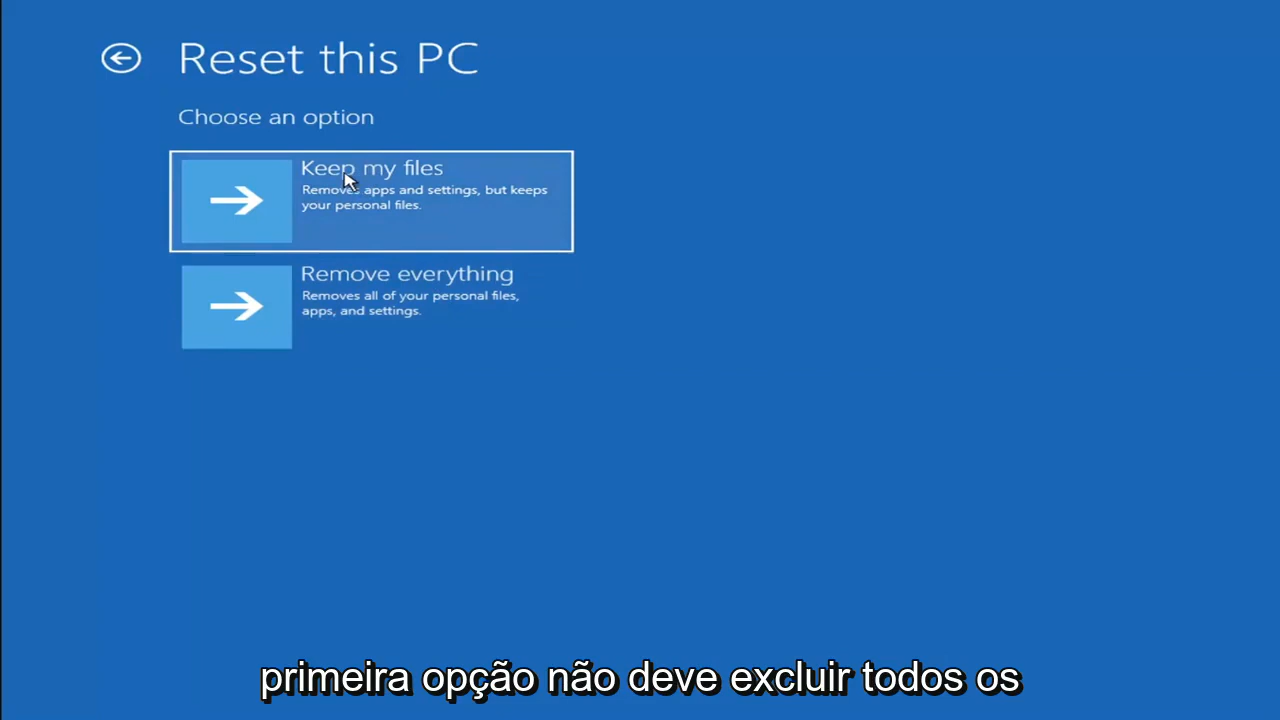 Reset this PC
Choose an option
Keep my files
Removes apps and settings, but keeps
your personal files.
Remove everything
Removes all of your personal files,
apps, and settings.
primeira opção não deve excluir todos os